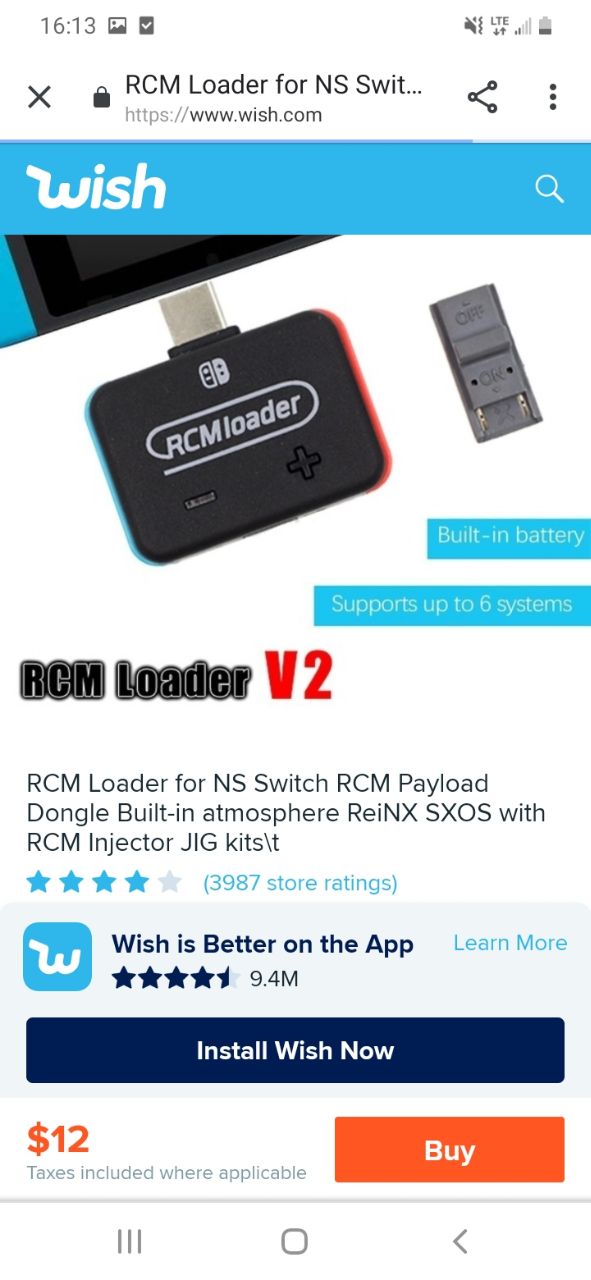 16:13
LTE
RCM Loader for NS Swit...
https://www.wish.com
wish
OFF
ON
RCMloader
Built-in battery
Supports up to 6 systems
RCM Loader V2
RCM Loader for NS Switch RCM Payload
Dongle Built-in atmosphere ReiNX SXOS with
RCM Injector JIG kits\t
(3987 store ratings)
Wish is Better on the App
Learn More
9.4M
Install Wish Now
$12
Buy
Taxes included where applicable